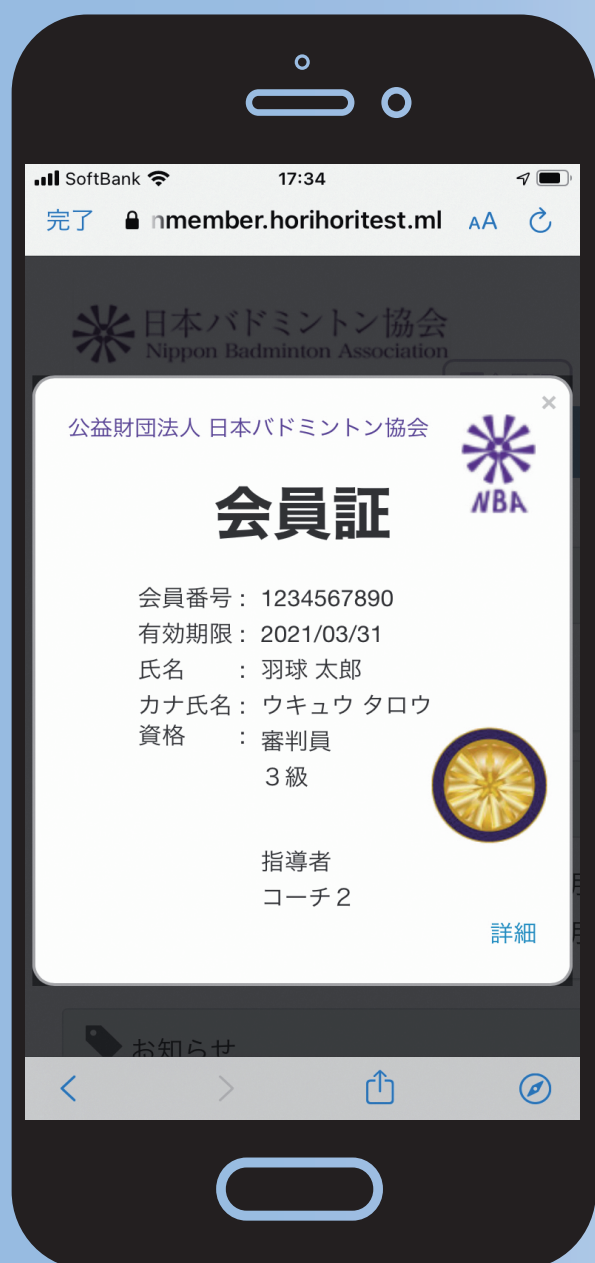 SoftBank 17:34
完了 nmember.horihoritest.ml AA
日本バドミントン協会
Nippon Badminton Association
×
公益財団法人 日本バドミントン協会
NBA
会員証
会員番号: 1234567890
有効期限: 2021/03/31
氏名 : 羽球 太郎
カナ氏名: ウキュウ タロウ
資格 : 審判員
3級
指導者
コーチ2
詳細
お知らせ